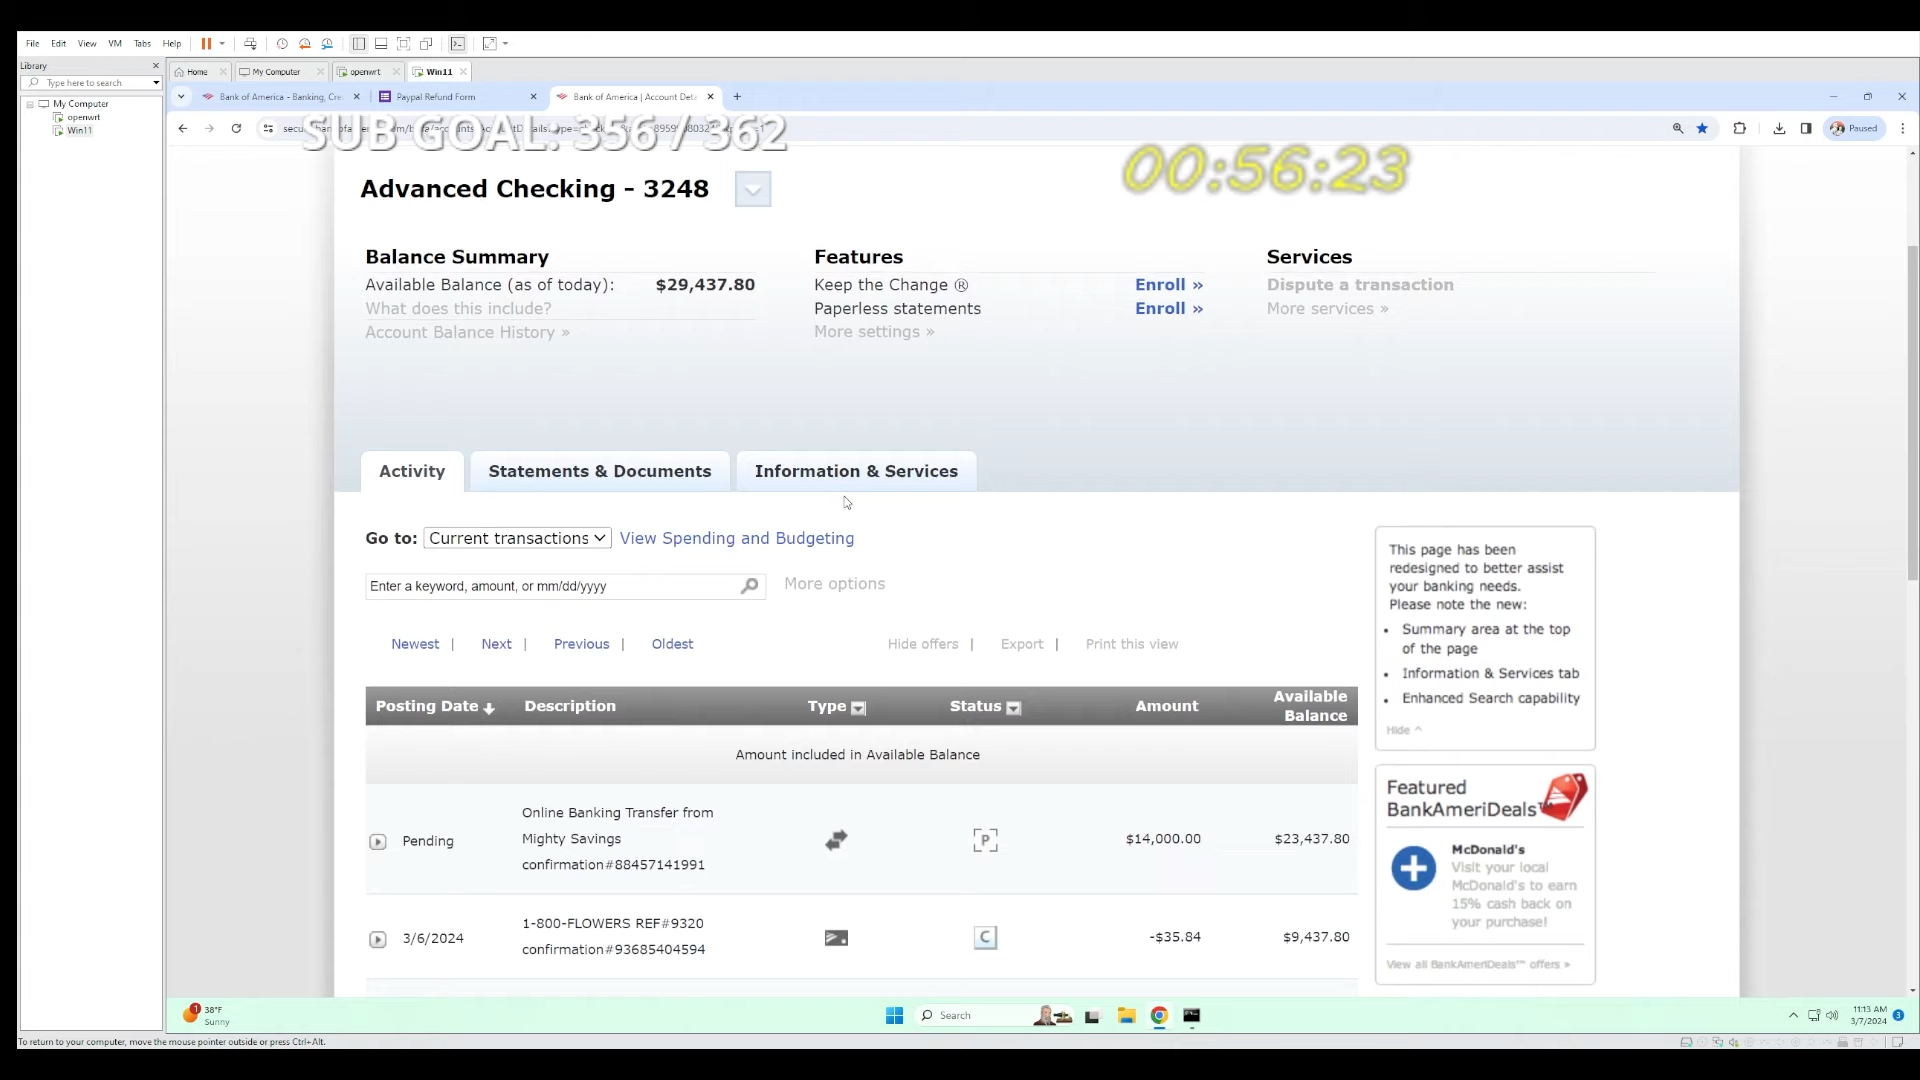 File Edit View VM Tabs Help
Library
Home My Computer openwrt Win11
Type here to search
My Computer
openwrt
Win11
Bank of America - Banking, Cre Paypal Refund Form Bank of America | Account Deta
Paused
SUB GOAL: 356 / 362
00:56:23
Advanced Checking - 3248
Balance Summary
Available Balance (as of today): $29,437.80
What does this include?
Account Balance History »
Features
Keep the Change ® Enroll »
Paperless statements Enroll »
More settings »
Services
Dispute a transaction
More services »
Activity Statements & Documents Information & Services
Go to: Current transactions View Spending and Budgeting
Enter a keyword, amount, or mm/dd/yyyy More options
Newest | Next | Previous | Oldest Hide offers | Export | Print this view
Posting Date Description Type Status Amount Available Balance
Amount included in Available Balance
Pending
Online Banking Transfer from
Mighty Savings
confirmation#88457141991
P
$14,000.00 $23,437.80
3/6/2024
1-800-FLOWERS REF#9320
confirmation#93685404594
C
-$35.84 $9,437.80
This page has been
redesigned to better assist
your banking needs.
Please note the new:
• Summary area at the top
of the page
• Information & Services tab
• Enhanced Search capability
Hide ^
Featured
BankAmeriDeals™
McDonald's
Visit your local
McDonald's to earn
15% cash back on
your purchase!
View all BankAmeriDeals™ offers »
1
38°F
Sunny
Search
11:13 AM
3/7/2024
3
To return to your computer, move the mouse pointer outside or press Ctrl+Alt.